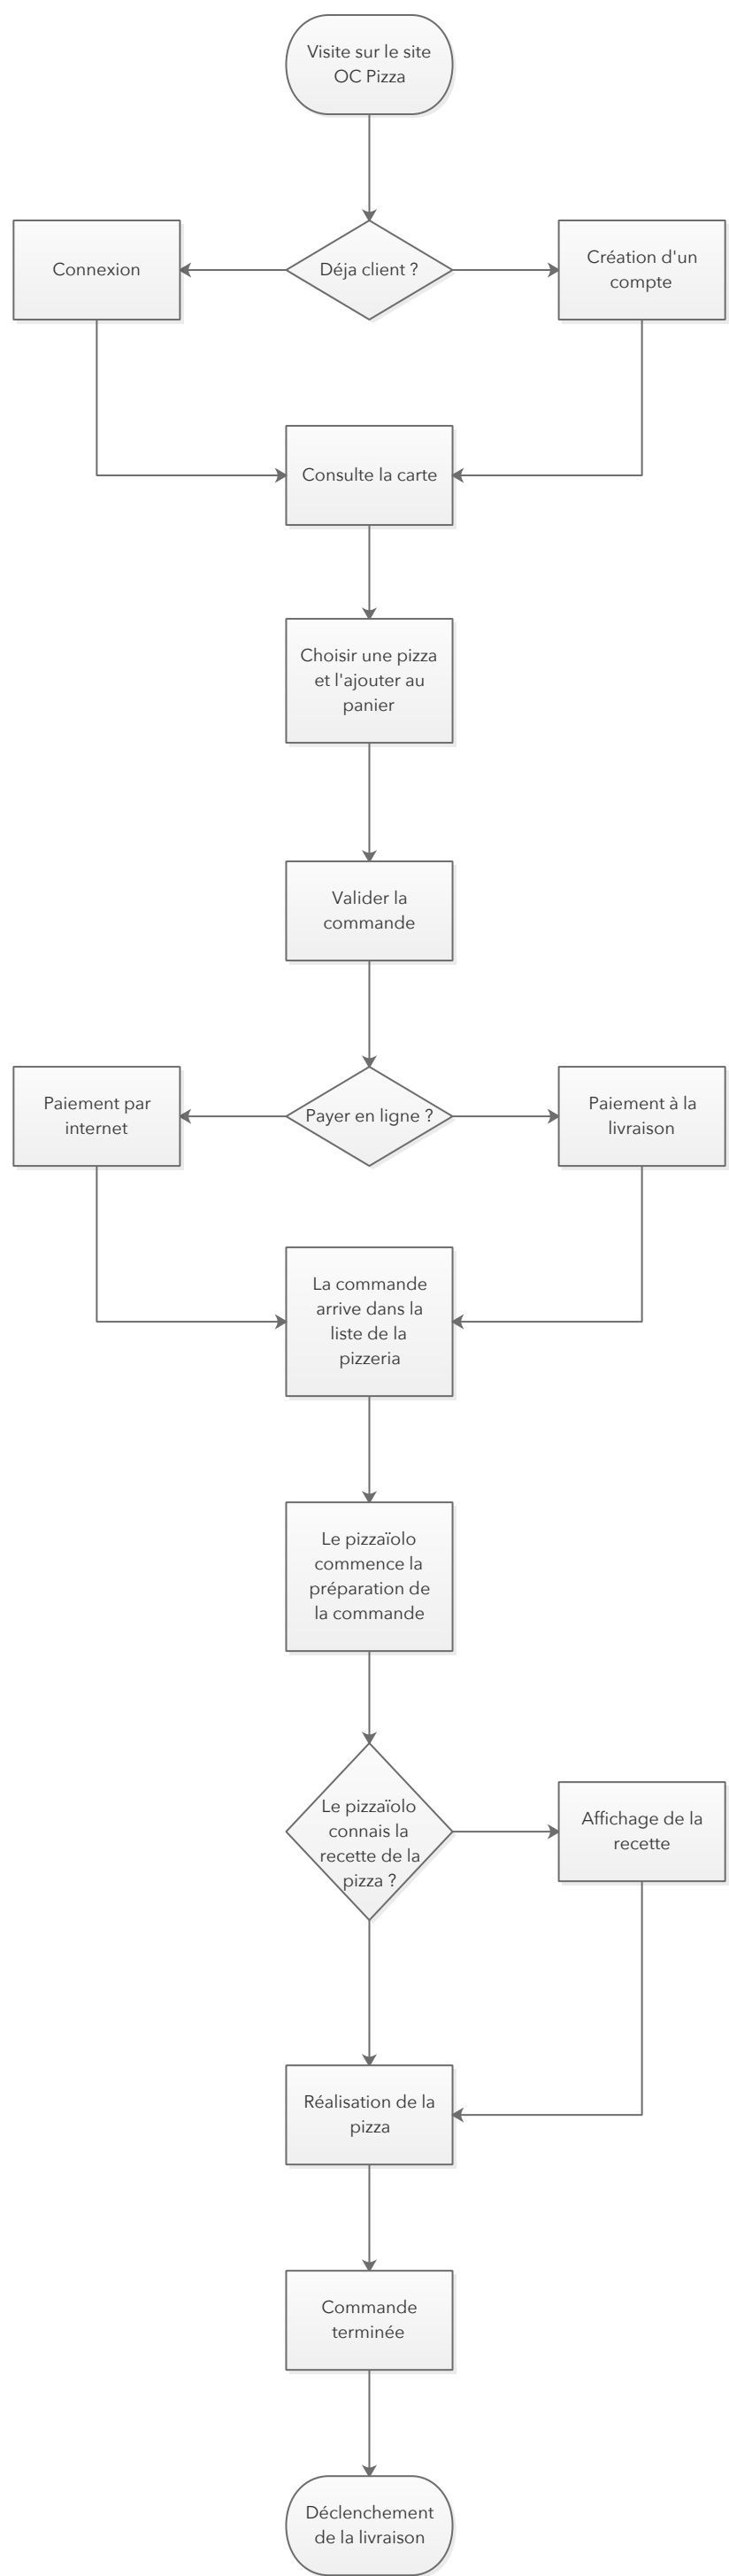 Visite sur le site
OC Pizza
Connexion
Déja client ?
Création d'un
compte
Consulte la carte
Choisir une pizza
et l'ajouter au
panier
Valider la
commande
Paiement par
internet
Payer en ligne ?
Paiement à la
livraison
La commande
arrive dans la
liste de la
pizzeria
Le pizzaïolo
commence la
préparation de
la commande
Le pizzaïolo
connais la
recette de la
pizza ?
Affichage de la
recette
Réalisation de la
pizza
Commande
terminée
Déclenchement
de la livraison